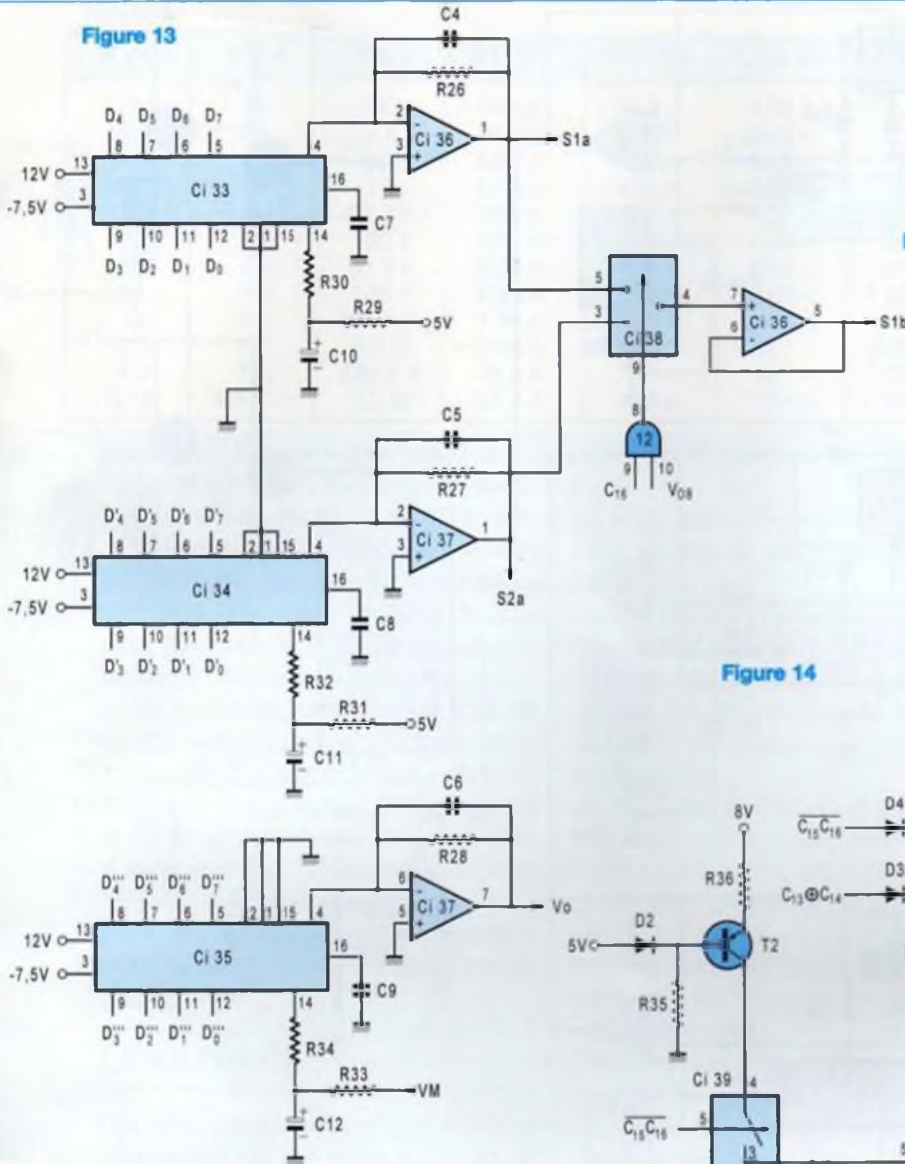 Figure 13
C4
R26
D4 D5 D6 D7
8 7 6 5 4
2 - Ci 36 1 S1a
3 +
12V 13
-7,5V 3
Ci 33
16
C7
9 10 11 12 2 1 15 14
D3 D2 D1 D0
R30
R29 5V
C10 + -
5 4 7 + Ci 36 5 S1b
3 6 -
Ci 38
9
8
12
9 10
C16 V08
C5
R27
D'4 D'5 D'6 D'7
8 7 6 5 2 1 15 4
2 - Ci 37 1
3 +
S2a
12V 13
-7,5V 3
Ci 34
16
C8
9 10 11 12 14
D'3 D'2 D'1 D'0
R32
R31 5V
C11 + -
C6
R28
D'''4 D'''5 D'''6 D'''7
8 7 6 5 2 1 15 4
6 - Ci 37 7 Vo
5 +
12V 13
-7,5V 3
Ci 35
16
C9
9 10 11 12 14
D'''3 D'''2 D'''1 D'''0
R34
R33 VM
C12 + -
Figure 14
8V
C15C16 D4
R36
C13⊕C14 D3
5V D2 T2
R35
Ci 39 4
C15C16 5
13
5